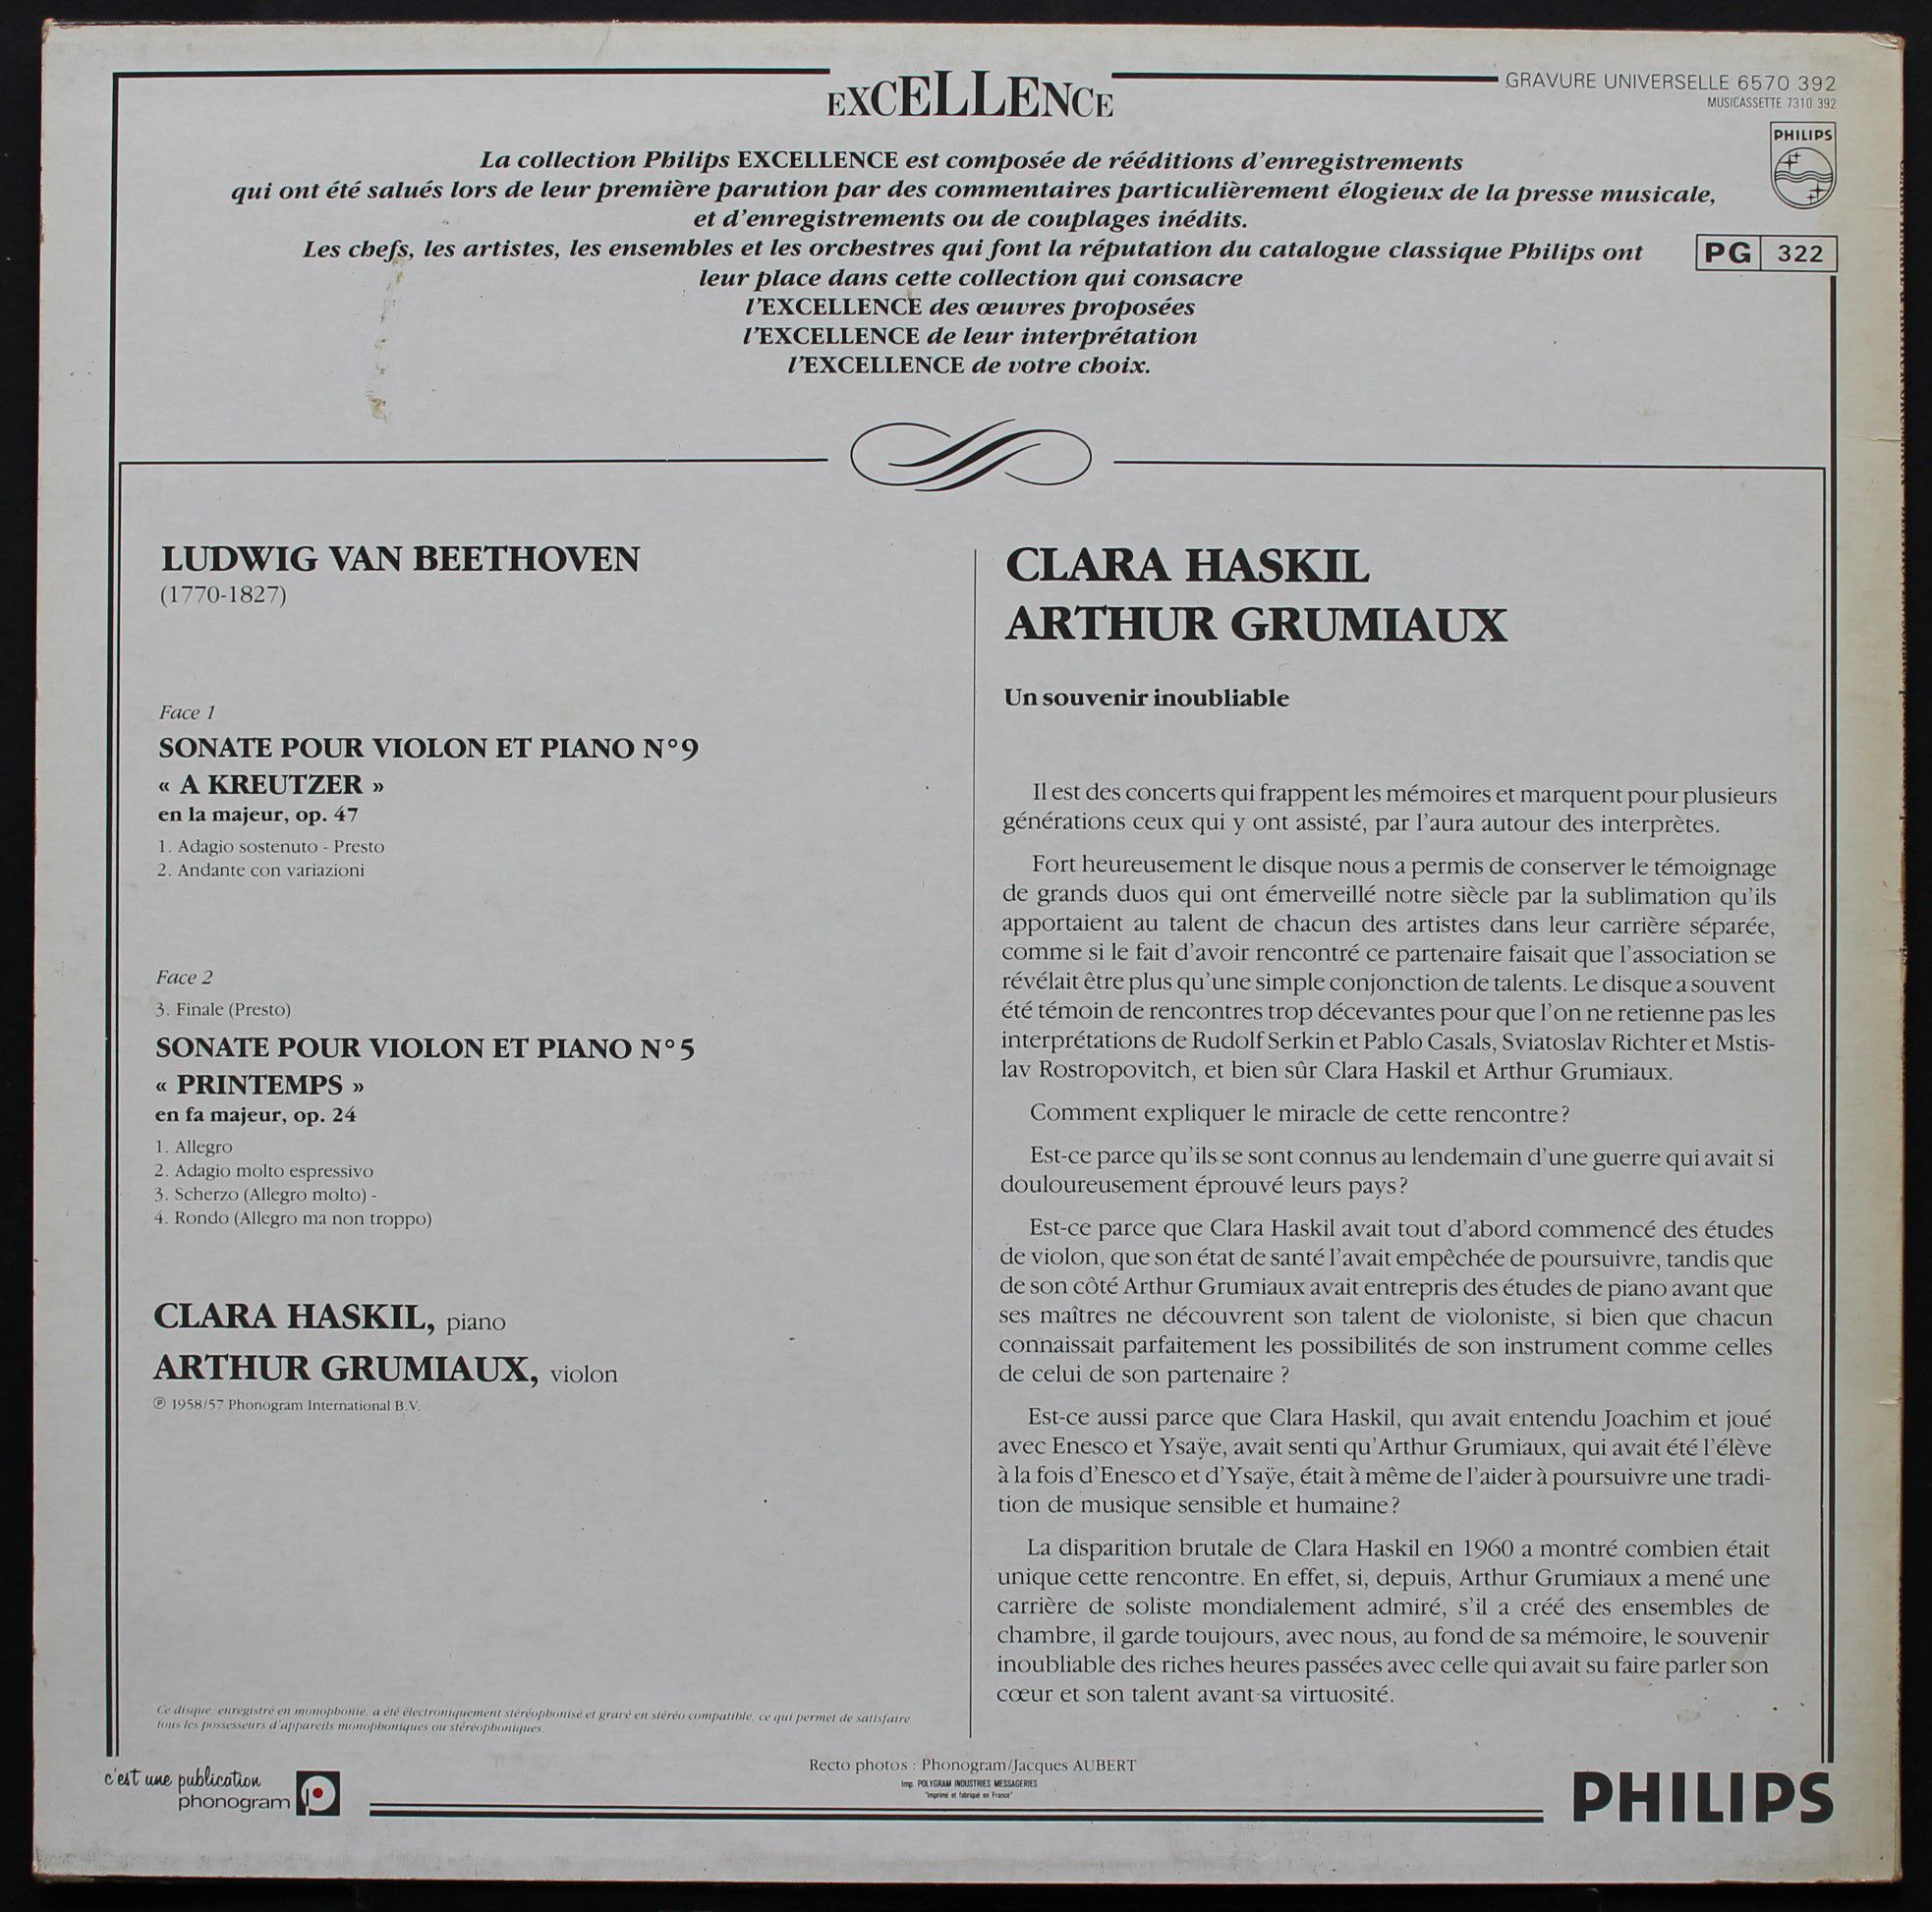 EXCELLENCE
GRAVURE UNIVERSELLE 6570 392
MUSICASSETTE 7310 392
PHILIPS
La collection Philips EXCELLENCE est composée de rééditions d'enregistrements
qui ont été salués lors de leur première parution par des commentaires particulièrement élogieux de la presse musicale,
et d'enregistrements ou de couplages inédits.
Les chefs, les artistes, les ensembles et les orchestres qui font la réputation du catalogue classique Philips ont
leur place dans cette collection qui consacre
l'EXCELLENCE des œuvres proposées
l'EXCELLENCE de leur interprétation
l'EXCELLENCE de votre choix.
PG 322
LUDWIG VAN BEETHOVEN
(1770-1827)
Face 1
SONATE POUR VIOLON ET PIANO N°9
« A KREUTZER »
en la majeur, op. 47
1. Adagio sostenuto - Presto
2. Andante con variazioni
Face 2
3. Finale (Presto)
SONATE POUR VIOLON ET PIANO N°5
« PRINTEMPS »
en fa majeur, op. 24
1. Allegro
2. Adagio molto espressivo
3. Scherzo (Allegro molto) -
4. Rondo (Allegro ma non troppo)
CLARA HASKIL, piano
ARTHUR GRUMIAUX, violon
℗ 1958/57 Phonogram International B.V.
Ce disque, enregistré en monophonie, a été électroniquement stéréophonisé et gravé en stéréo compatible, ce qui permet de satisfaire
tous les possesseurs d'appareils monophoniques ou stéréophoniques.
CLARA HASKIL
ARTHUR GRUMIAUX
Un souvenir inoubliable
Il est des concerts qui frappent les mémoires et marquent pour plusieurs
générations ceux qui y ont assisté, par l'aura autour des interprètes.
Fort heureusement le disque nous a permis de conserver le témoignage
de grands duos qui ont émerveillé notre siècle par la sublimation qu'ils
apportaient au talent de chacun des artistes dans leur carrière séparée,
comme si le fait d'avoir rencontré ce partenaire faisait que l'association se
révélait être plus qu'une simple conjonction de talents. Le disque a souvent
été témoin de rencontres trop décevantes pour que l'on ne retienne pas les
interprétations de Rudolf Serkin et Pablo Casals, Sviatoslav Richter et Mstis-
lav Rostropovitch, et bien sûr Clara Haskil et Arthur Grumiaux.
Comment expliquer le miracle de cette rencontre?
Est-ce parce qu'ils se sont connus au lendemain d'une guerre qui avait si
douloureusement éprouvé leurs pays?
Est-ce parce que Clara Haskil avait tout d'abord commencé des études
de violon, que son état de santé l'avait empêchée de poursuivre, tandis que
de son côté Arthur Grumiaux avait entrepris des études de piano avant que
ses maîtres ne découvrent son talent de violoniste, si bien que chacun
connaissait parfaitement les possibilités de son instrument comme celles
de celui de son partenaire ?
Est-ce aussi parce que Clara Haskil, qui avait entendu Joachim et joué
avec Enesco et Ysaÿe, avait senti qu'Arthur Grumiaux, qui avait été l'élève
à la fois d'Enesco et d'Ysaÿe, était à même de l'aider à poursuivre une tradi-
tion de musique sensible et humaine?
La disparition brutale de Clara Haskil en 1960 a montré combien était
unique cette rencontre. En effet, si, depuis, Arthur Grumiaux a mené une
carrière de soliste mondialement admiré, s'il a créé des ensembles de
chambre, il garde toujours, avec nous, au fond de sa mémoire, le souvenir
inoubliable des riches heures passées avec celle qui avait su faire parler son
cœur et son talent avant sa virtuosité.
c'est une publication
phonogram
Recto photos : Phonogram/Jacques AUBERT
Imp. POLYGRAM INDUSTRIES MESSAGERIES
"Imprimé et fabriqué en France"
PHILIPS